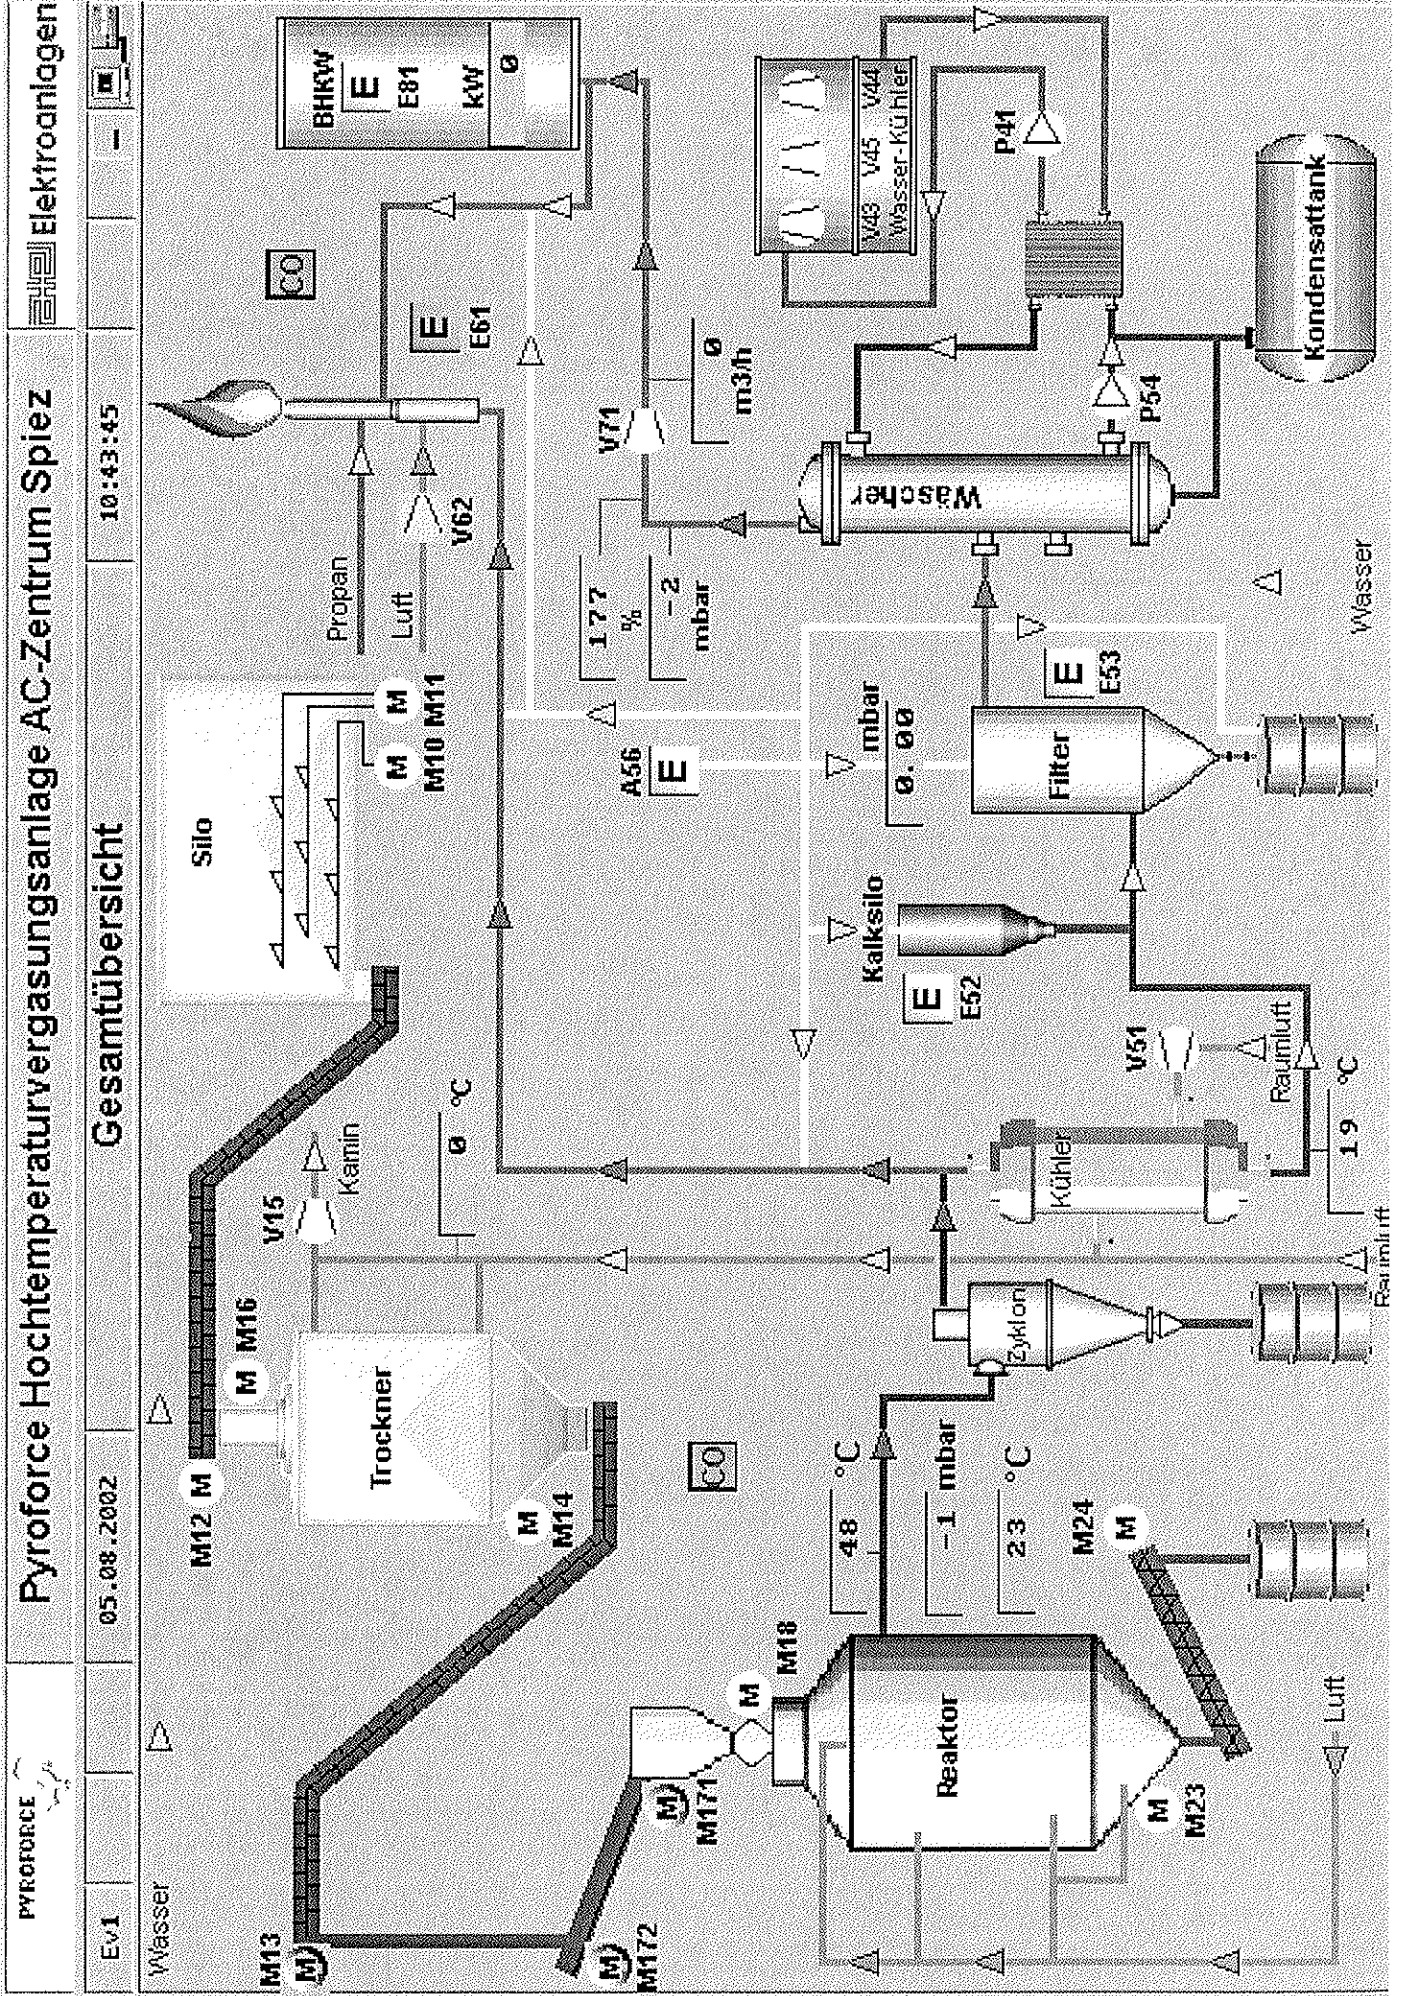 PYROFORCE
Pyroforce Hochtemperaturvergasungsanlage AC-Zentrum Spiez
Elektroanlagen
Ev1
05.08.2002
Gesamtübersicht
10:43:45
Wasser
M13
M
M12 M
M M16
V15
Kamin
Trockner
0 °C
M
M14
Silo
M M
M10 M11
Propan
Luft
V62
CO
E
E61
BHKW
E
E81
kW
0
M
M172
M
M171
M
M18
CO
48 °C
-1 mbar
23 °C
Reaktor
M
M23
M24
M
Luft
Zyklon
Kühler
Raumluft
19 °C
V51
Raumluft
Kalksilo
E
E52
A56
E
mbar
0.00
Filter
E
E53
177
%
-2
mbar
V71
0
m3/h
Wäscher
P54
Wasser
V43 V45 V44
Wasser-Kühler
P41
Kondensattank